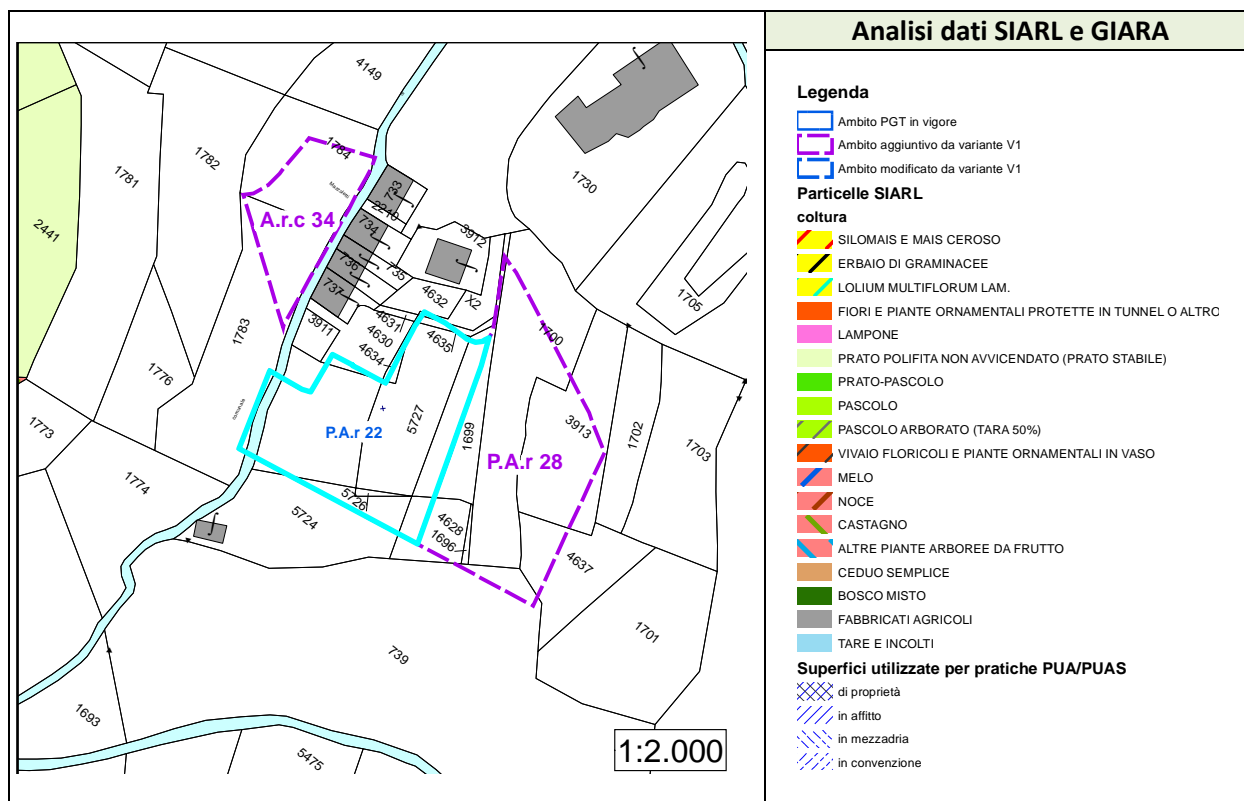 Analisi dati SIARL e GIARA
Legenda
Ambito PGT in vigore
Ambito aggiuntivo da variante V1
Ambito modificato da variante V1
Particelle SIARL
coltura
SILOMAIS E MAIS CEROSO
ERBAIO DI GRAMINACEE
LOLIUM MULTIFLORUM LAM.
FIORI E PIANTE ORNAMENTALI PROTETTE IN TUNNEL O ALTRO
LAMPONE
PRATO POLIFITA NON AVVICENDATO (PRATO STABILE)
PRATO-PASCOLO
PASCOLO
PASCOLO ARBORATO (TARA 50%)
VIVAIO FLORICOLI E PIANTE ORNAMENTALI IN VASO
MELO
NOCE
CASTAGNO
ALTRE PIANTE ARBOREE DA FRUTTO
CEDUO SEMPLICE
BOSCO MISTO
FABBRICATI AGRICOLI
TARE E INCOLTI
Superfici utilizzate per pratiche PUA/PUAS
di proprietà
in affitto
in mezzadria
in convenzione
4149
1784
1782
1781
2441
1730
733
2240
A.r.c 34
734
3912
735
736
737
4632
X2
1705
1783
3911
4631
4630
4634
4635
1700
1776
1773
P.A.r 22
5727
1699
3913
1702
1703
P.A.r 28
1774
5724
5726
4628
1696
4637
1701
739
1693
5475
1:2.000